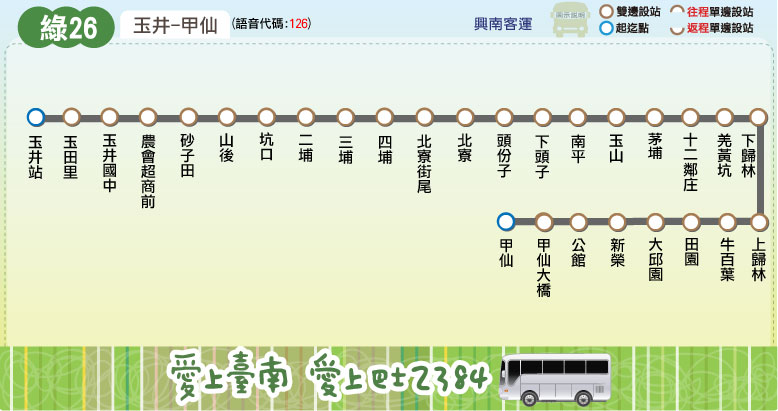 綠26
玉井-甲仙
(語音代碼:126)
興南客運
圖示說明
雙邊設站
往程單邊設站
起迄點
返程單邊設站
玉井站
玉田里
玉井國中
農會超商前
砂子田
山後
坑口
二埔
三埔
四埔
北寮街尾
北寮
頭份子
下頭子
南平
玉山
茅埔
十二鄰庄
羌黃坑
下歸林
上歸林
牛百葉
田園
大邱園
新榮
公館
甲仙大橋
甲仙
愛上臺南 愛上巴士2384